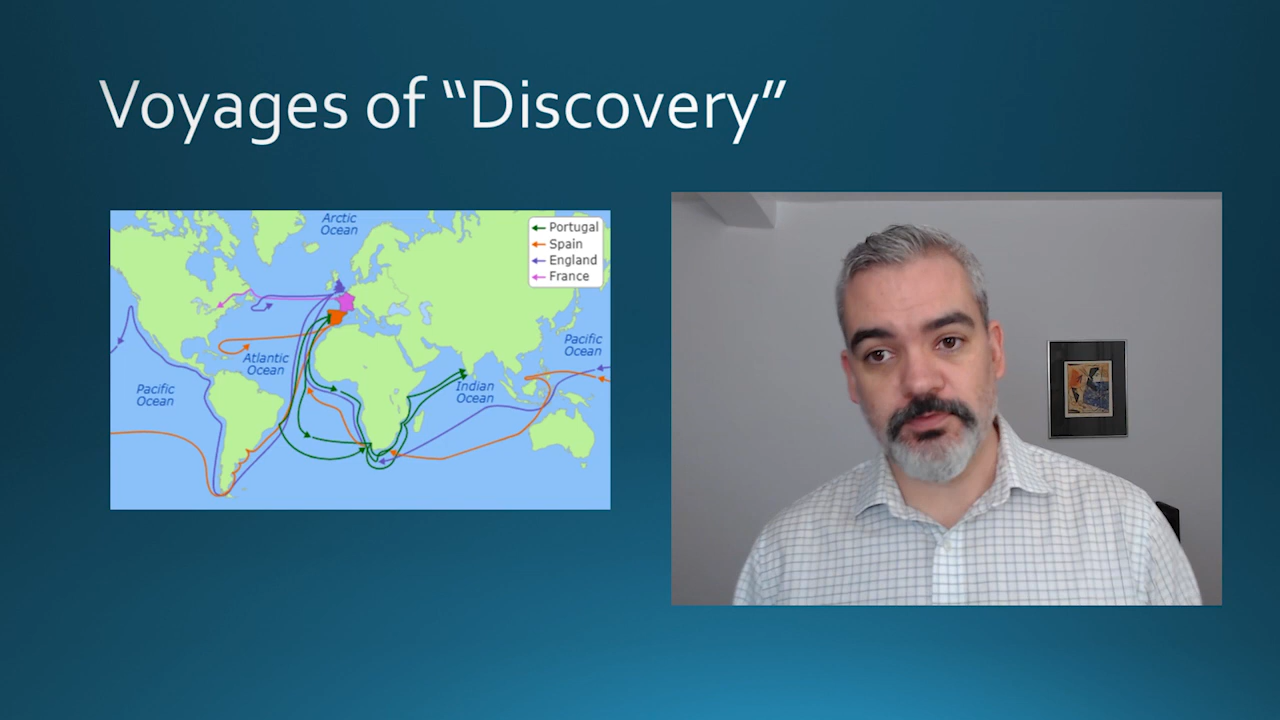 Voyages of “Discovery”
Arctic
Ocean
Portugal
Spain
England
France
Atlantic
Ocean
Pacific
Ocean
Pacific
Ocean
Indian
Ocean